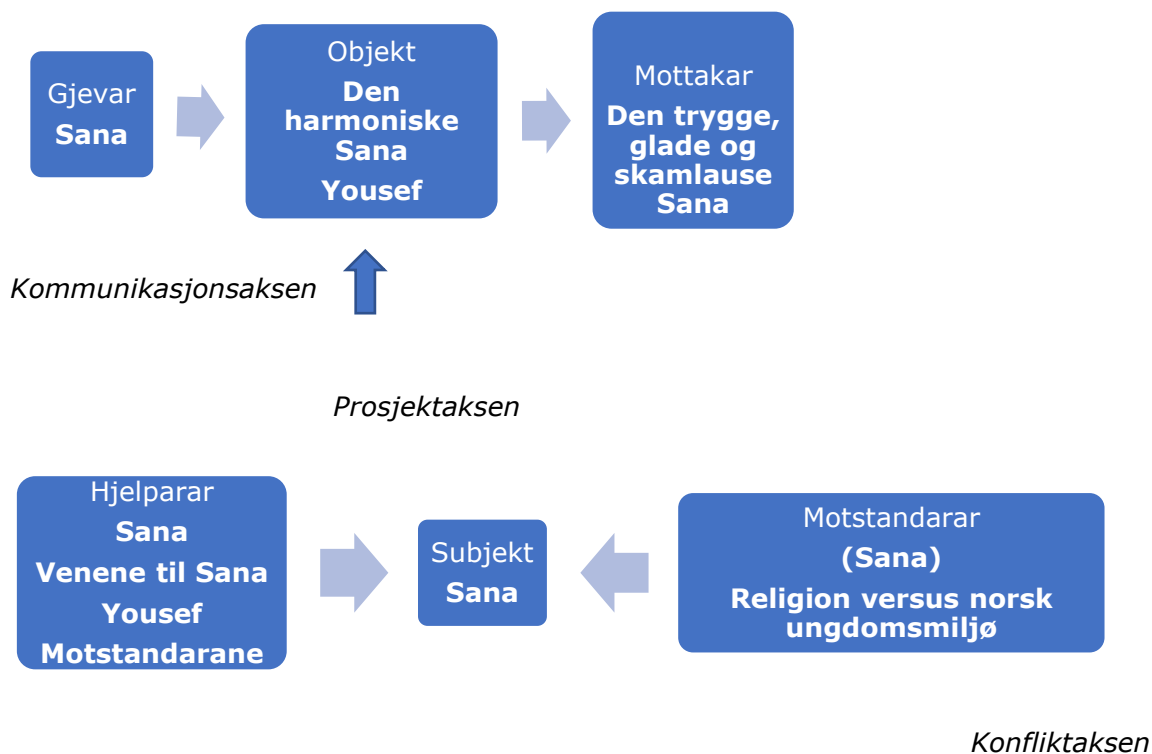 Gjevar
Sana
Objekt
Den
harmoniske
Sana
Yousef
Mottakar
Den trygge,
glade og
skamlause
Sana
Kommunikasjonsaksen
Prosjektaksen
Hjelparar
Sana
Venene til Sana
Yousef
Motstandarane
Subjekt
Sana
Motstandarar
(Sana)
Religion versus norsk
ungdomsmiljø
Konfliktaksen